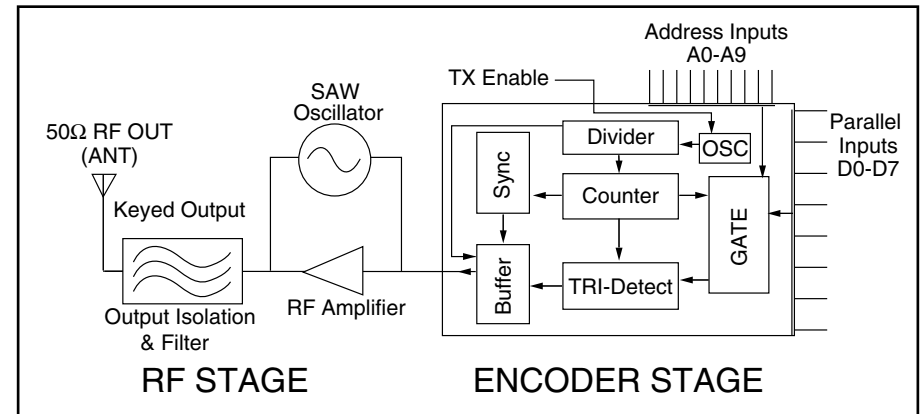 Address Inputs
A0-A9
TX Enable
SAW
Oscillator
50Ω RF OUT
(ANT)
Parallel
Inputs
D0-D7
Divider
OSC
Sync
Counter
GATE
Keyed Output
Buffer
TRI-Detect
RF Amplifier
Output Isolation
& Filter
RF STAGE
ENCODER STAGE